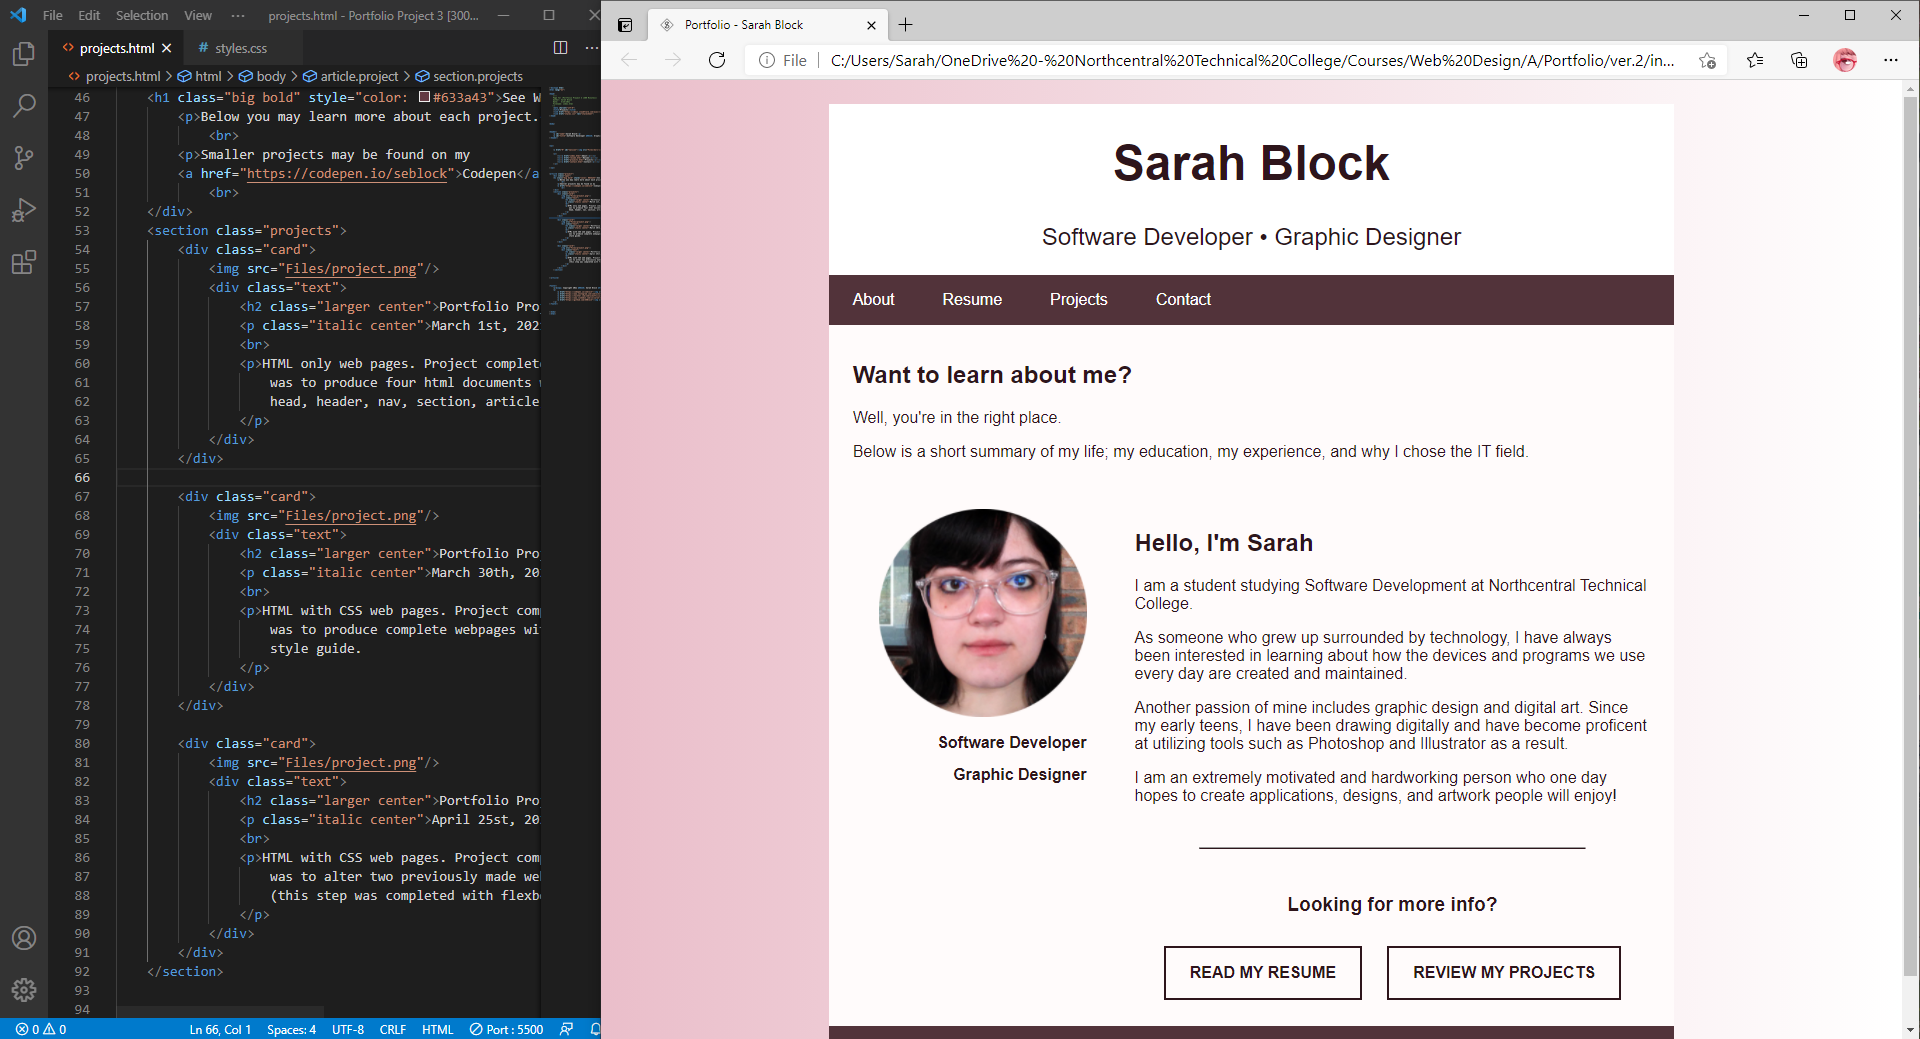 File Edit Selection View ··· projects.html - Portfolio Project 3 [300...
projects.html
# styles.css
projects.html > html > body > article.project > section.projects
46 <h1 class="big bold" style="color: #633a43">See W
47 <p>Below you may learn more about each project.
48 <br>
49 <p>Smaller projects may be found on my
50 <a href="https://codepen.io/seblock">Codepen</a
51 <br>
52 </div>
53 <section class="projects">
54 <div class="card">
55 <img src="Files/project.png"/>
56 <div class="text">
57 <h2 class="larger center">Portfolio Pro
58 <p class="italic center">March 1st, 202
59 <br>
60 <p>HTML only web pages. Project complet
61 was to produce four html documents
62 head, header, nav, section, article
63 </p>
64 </div>
65 </div>
66
67 <div class="card">
68 <img src="Files/project.png"/>
69 <div class="text">
70 <h2 class="larger center">Portfolio Pro
71 <p class="italic center">March 30th, 20
72 <br>
73 <p>HTML with CSS web pages. Project com
74 was to produce complete webpages wi
75 style guide.
76 </p>
77 </div>
78 </div>
79
80 <div class="card">
81 <img src="Files/project.png"/>
82 <div class="text">
83 <h2 class="larger center">Portfolio Pro
84 <p class="italic center">April 25st, 20
85 <br>
86 <p>HTML with CSS web pages. Project com
87 was to alter two previously made we
88 (this step was completed with flexb
89 </p>
90 </div>
91 </div>
92 </section>
93
94
0 0 Ln 66, Col 1 Spaces: 4 UTF-8 CRLF HTML Port : 5500
Portfolio - Sarah Block
File C:/Users/Sarah/OneDrive%20-%20Northcentral%20Technical%20College/Courses/Web%20Design/A/Portfolio/ver.2/in...
Sarah Block
Software Developer • Graphic Designer
About Resume Projects Contact
Want to learn about me?
Well, you're in the right place.
Below is a short summary of my life; my education, my experience, and why I chose the IT field.
Software Developer
Graphic Designer
Hello, I'm Sarah
I am a student studying Software Development at Northcentral Technical
College.
As someone who grew up surrounded by technology, I have always
been interested in learning about how the devices and programs we use
every day are created and maintained.
Another passion of mine includes graphic design and digital art. Since
my early teens, I have been drawing digitally and have become proficent
at utilizing tools such as Photoshop and Illustrator as a result.
I am an extremely motivated and hardworking person who one day
hopes to create applications, designs, and artwork people will enjoy!
Looking for more info?
READ MY RESUME
REVIEW MY PROJECTS